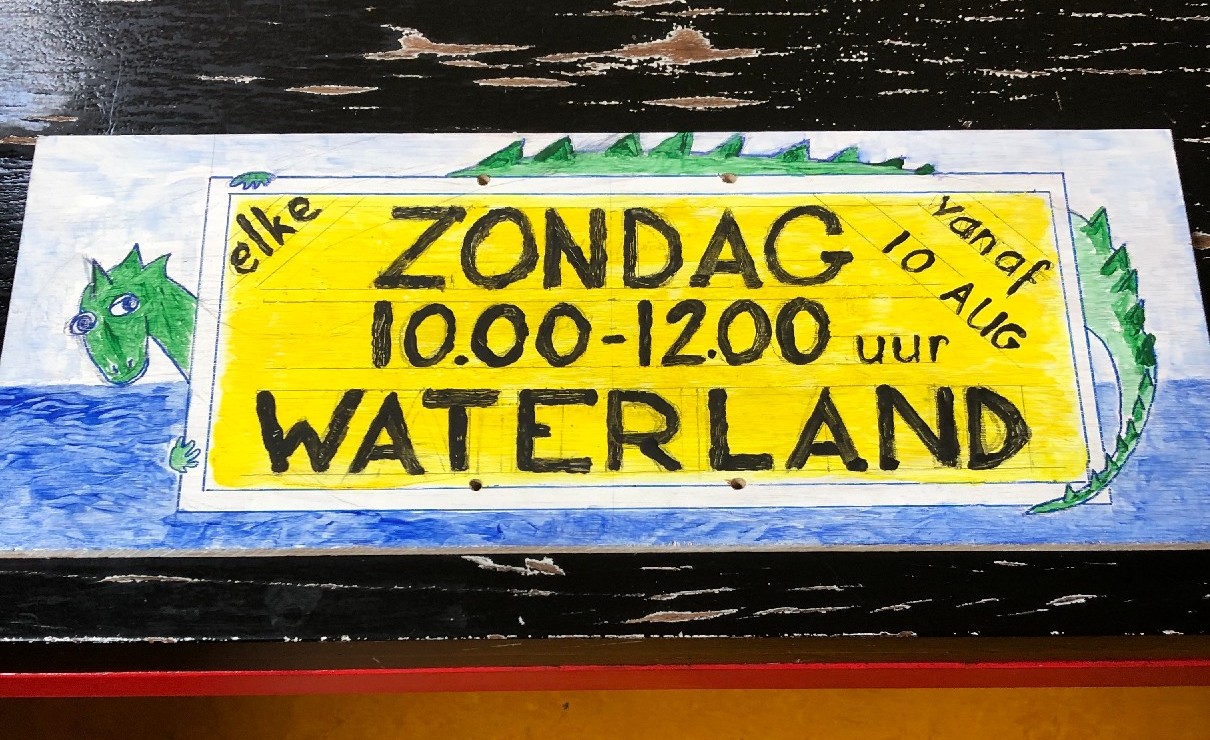 elke
ZONDAG
vanaf
10 AUG
10.00-12.00 uur
WATERLAND